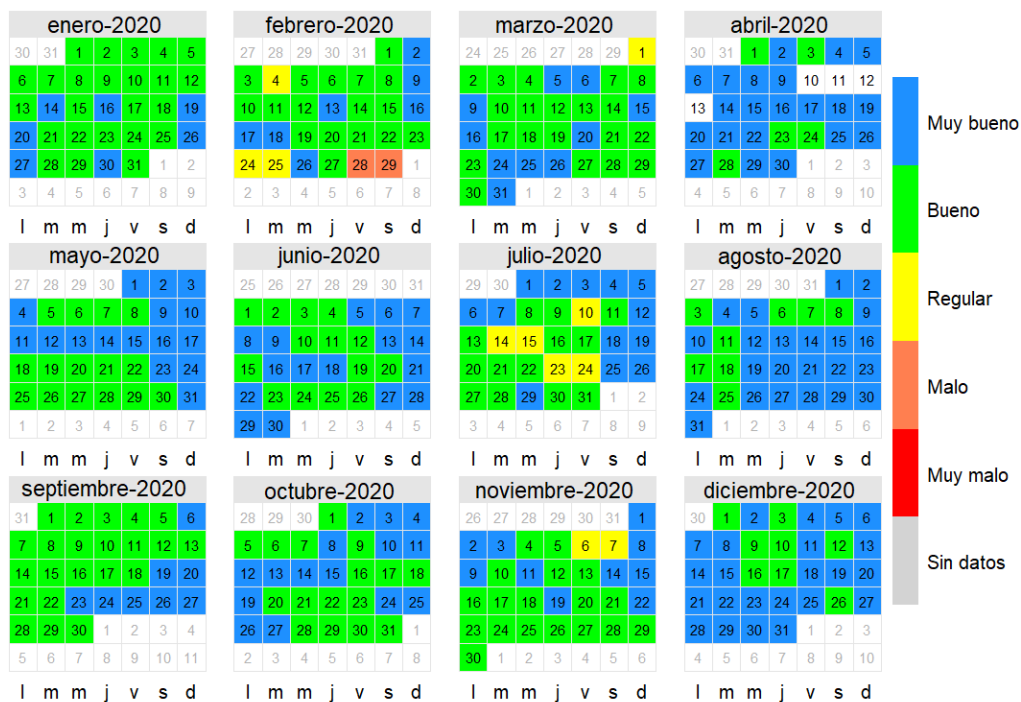 enero-2020 febrero-2020 marzo-2020 abril-2020
30 31 1 2 3 4 5 27 28 29 30 31 1 2 24 25 26 27 28 29 1 30 31 1 2 3 4 5
6 7 8 9 10 11 12 3 4 5 6 7 8 9 2 3 4 5 6 7 8 6 7 8 9 10 11 12
13 14 15 16 17 18 19 10 11 12 13 14 15 16 9 10 11 12 13 14 15 13 14 15 16 17 18 19
20 21 22 23 24 25 26 17 18 19 20 21 22 23 16 17 18 19 20 21 22 20 21 22 23 24 25 26
27 28 29 30 31 1 2 24 25 26 27 28 29 1 23 24 25 26 27 28 29 27 28 29 30 1 2 3
3 4 5 6 7 8 9 2 3 4 5 6 7 8 30 31 1 2 3 4 5 4 5 6 7 8 9 10
l m m j v s d l m m j v s d l m m j v s d l m m j v s d
mayo-2020 junio-2020 julio-2020 agosto-2020
27 28 29 30 1 2 3 25 26 27 28 29 30 31 29 30 1 2 3 4 5 27 28 29 30 31 1 2
4 5 6 7 8 9 10 1 2 3 4 5 6 7 6 7 8 9 10 11 12 3 4 5 6 7 8 9
11 12 13 14 15 16 17 8 9 10 11 12 13 14 13 14 15 16 17 18 19 10 11 12 13 14 15 16
18 19 20 21 22 23 24 15 16 17 18 19 20 21 20 21 22 23 24 25 26 17 18 19 20 21 22 23
25 26 27 28 29 30 31 22 23 24 25 26 27 28 27 28 29 30 31 1 2 24 25 26 27 28 29 30
1 2 3 4 5 6 7 29 30 1 2 3 4 5 3 4 5 6 7 8 9 31 1 2 3 4 5 6
l m m j v s d l m m j v s d l m m j v s d l m m j v s d
septiembre-2020 octubre-2020 noviembre-2020 diciembre-2020
31 1 2 3 4 5 6 28 29 30 1 2 3 4 26 27 28 29 30 31 1 30 1 2 3 4 5 6
7 8 9 10 11 12 13 5 6 7 8 9 10 11 2 3 4 5 6 7 8 7 8 9 10 11 12 13
14 15 16 17 18 19 20 12 13 14 15 16 17 18 9 10 11 12 13 14 15 14 15 16 17 18 19 20
21 22 23 24 25 26 27 19 20 21 22 23 24 25 16 17 18 19 20 21 22 21 22 23 24 25 26 27
28 29 30 1 2 3 4 26 27 28 29 30 31 1 23 24 25 26 27 28 29 28 29 30 31 1 2 3
5 6 7 8 9 10 11 2 3 4 5 6 7 8 30 1 2 3 4 5 6 4 5 6 7 8 9 10
l m m j v s d l m m j v s d l m m j v s d l m m j v s d
Muy bueno
Bueno
Regular
Malo
Muy malo
Sin datos